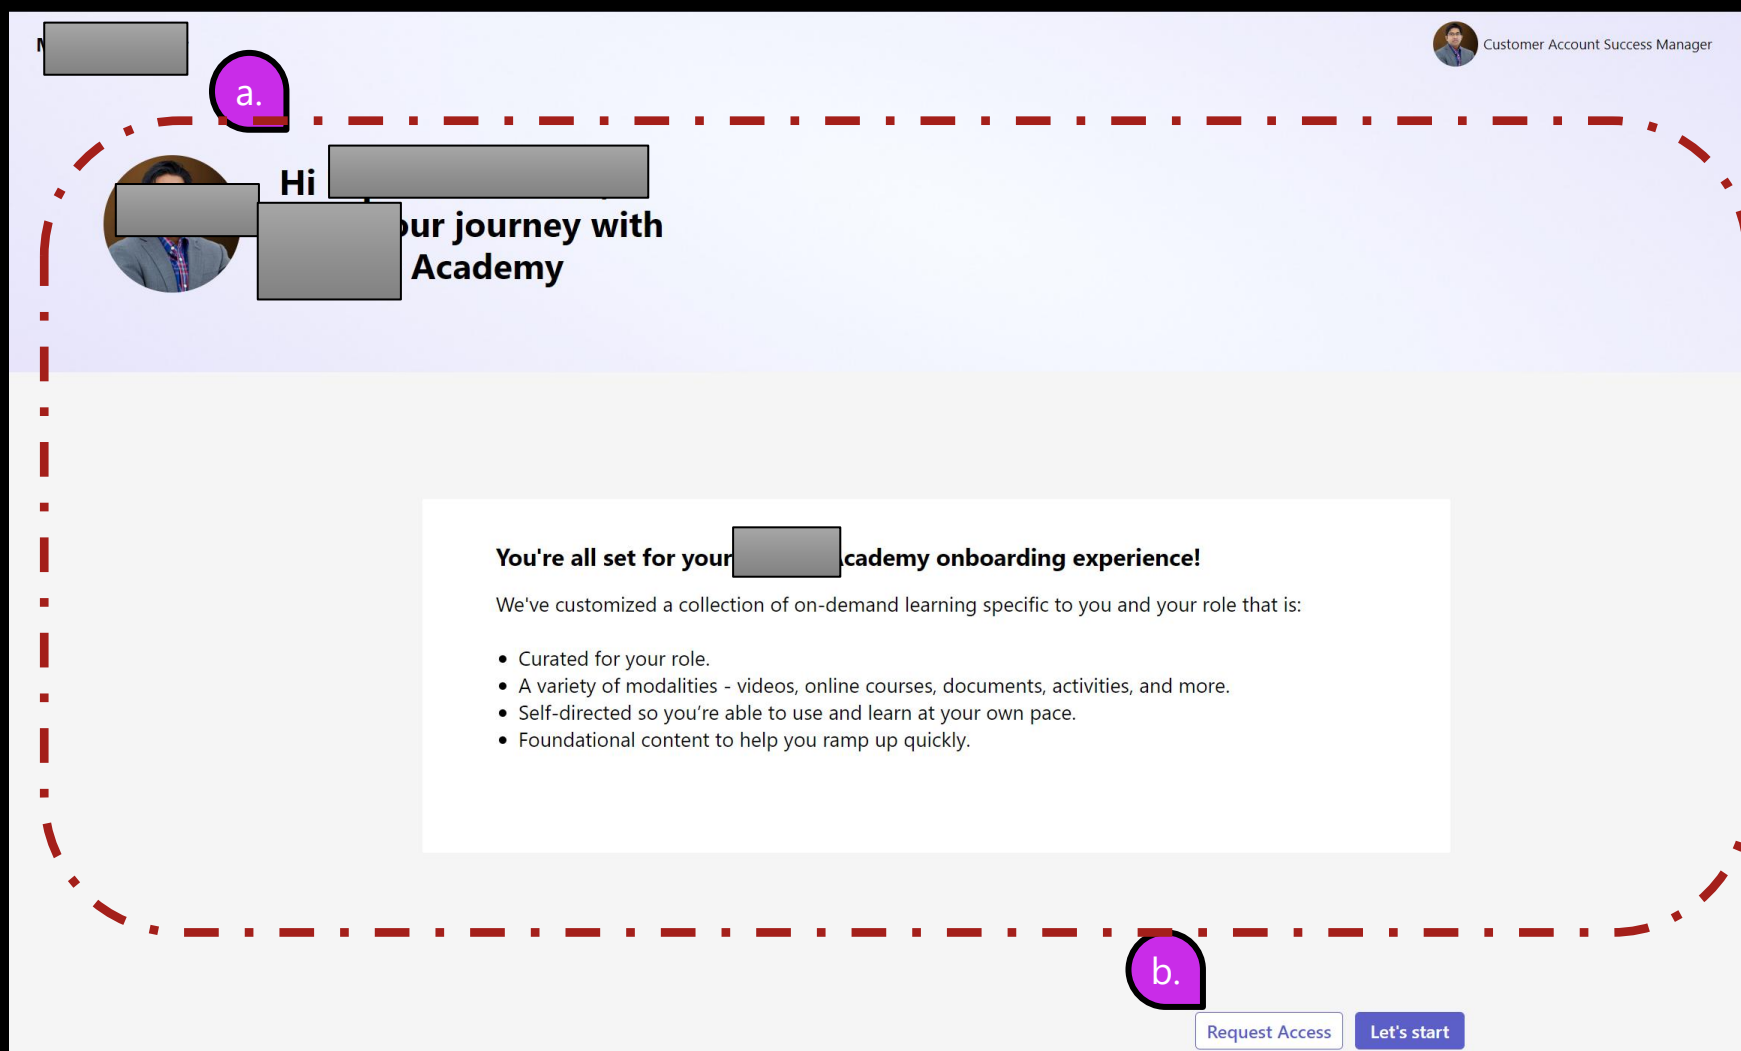 Customer Account Success Manager
a.
Hi
our journey with
Academy
You're all set for your cademy onboarding experience!
We've customized a collection of on-demand learning specific to you and your role that is:
• Curated for your role.
• A variety of modalities - videos, online courses, documents, activities, and more.
• Self-directed so you’re able to use and learn at your own pace.
• Foundational content to help you ramp up quickly.
b.
Request Access
Let's start